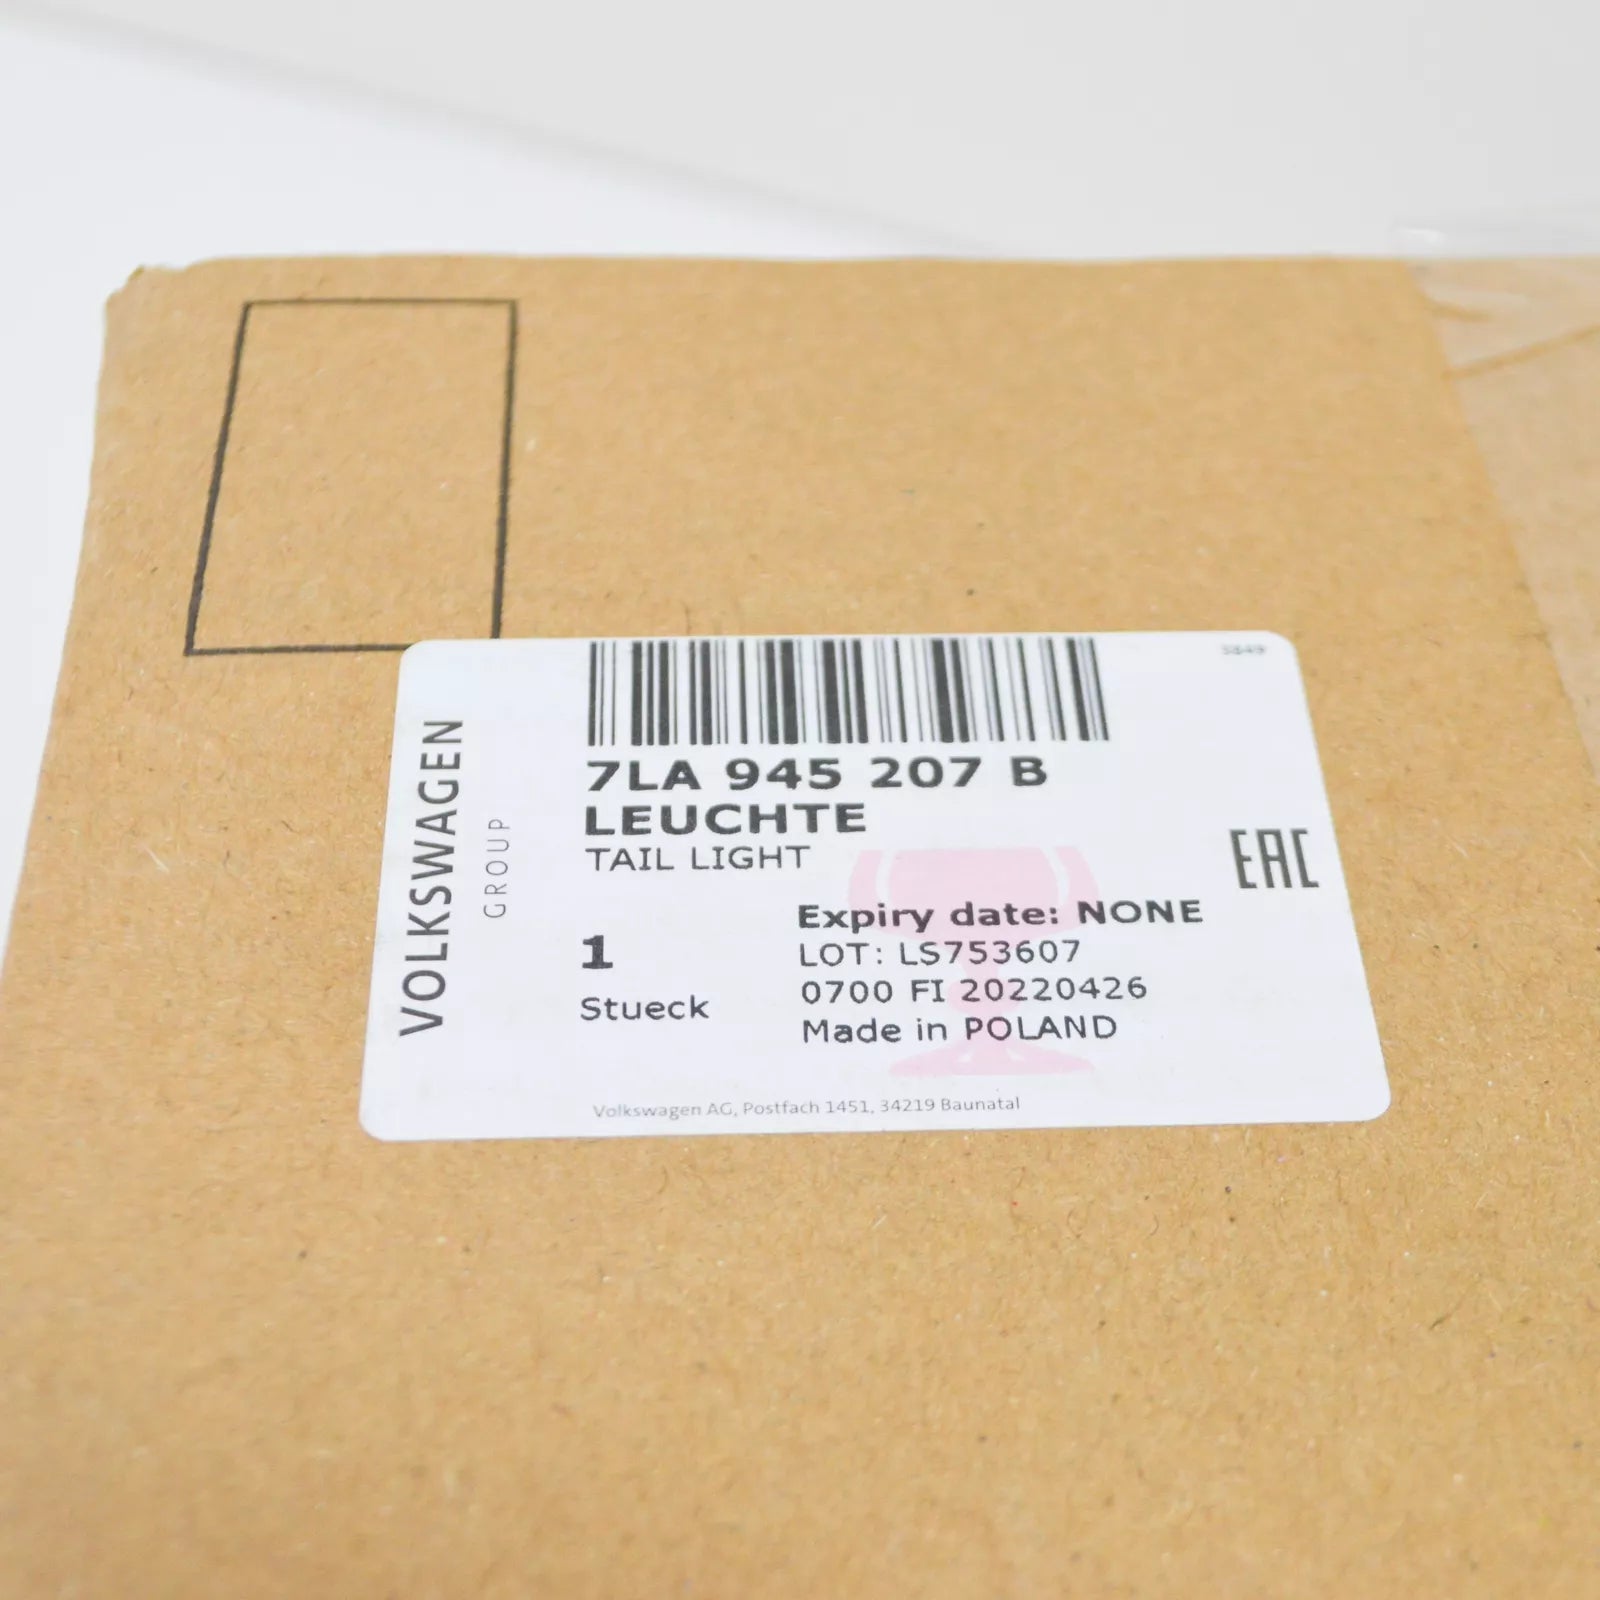 VOLKSWAGEN
GROUP
7LA 945 207 B
LEUCHTE
TAIL LIGHT
EAC
Expiry date: NONE
1
LOT: LS753607
0700 FI 20220426
Stueck
Made in POLAND
Volkswagen AG, Postfach 1451, 34219 Baunatal